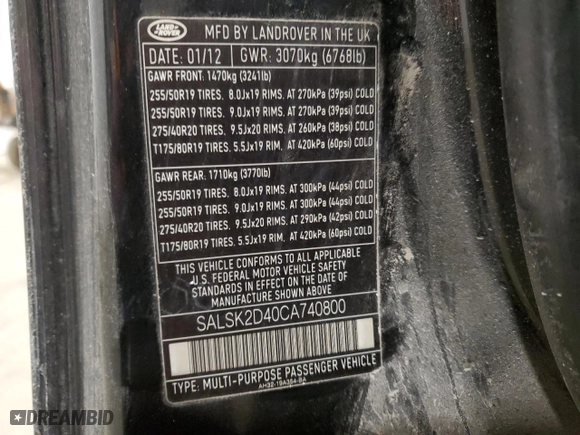 LAND ROVER
MFD BY LANDROVER IN THE UK
DATE: 01/12 GWR: 3070kg (6768lb)
GAWR FRONT: 1470kg (3241lb)
255/50R19 TIRES. 8.0Jx19 RIMS. AT 270kPa (39psi) COLD
255/50R19 TIRES. 9.0Jx19 RIMS. AT 270kPa (39psi) COLD
275/40R20 TIRES. 9.5Jx20 RIMS. AT 260kPa (38psi) COLD
T175/80R19 TIRES. 5.5Jx19 RIM. AT 420kPa (60psi) COLD
GAWR REAR: 1710kg (3770lb)
255/50R19 TIRES. 8.0Jx19 RIMS. AT 300kPa (44psi) COLD
255/50R19 TIRES. 9.0Jx19 RIMS. AT 300kPa (44psi) COLD
275/40R20 TIRES. 9.5Jx20 RIMS. AT 290kPa (42psi) COLD
T175/80R19 TIRES. 5.5Jx19 RIM. AT 420kPa (60psi) COLD
THIS VEHICLE CONFORMS TO ALL APPLICABLE
U.S. FEDERAL MOTOR VEHICLE SAFETY
STANDARDS IN EFFECT ON THE DATE OF
MANUFACTURE SHOWN ABOVE
SALSK2D40CA740800
TYPE: MULTI-PURPOSE PASSENGER VEHICLE
AH32-19A384-BA
DREAMBID